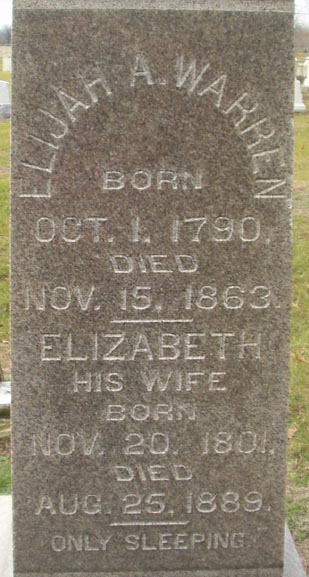 ELIJAH A. WARREN
BORN
OCT. 1, 1790.
DIED
NOV. 15, 1863.
ELIZABETH
HIS WIFE
BORN
NOV. 20. 1801.
DIED
AUG. 25, 1889.
ONLY SLEEPING.